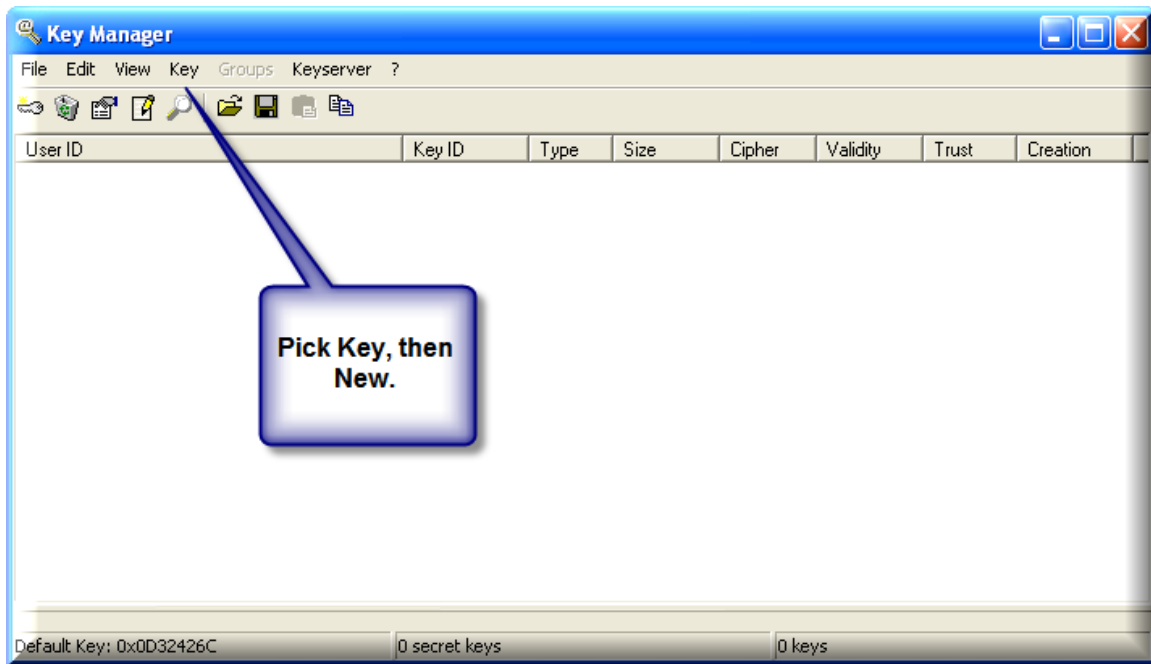 Key Manager
File Edit View Key Groups Keyserver ?
User ID Key ID Type Size Cipher Validity Trust Creation
Pick Key, then
New.
Default Key: 0x0D32426C 0 secret keys 0 keys